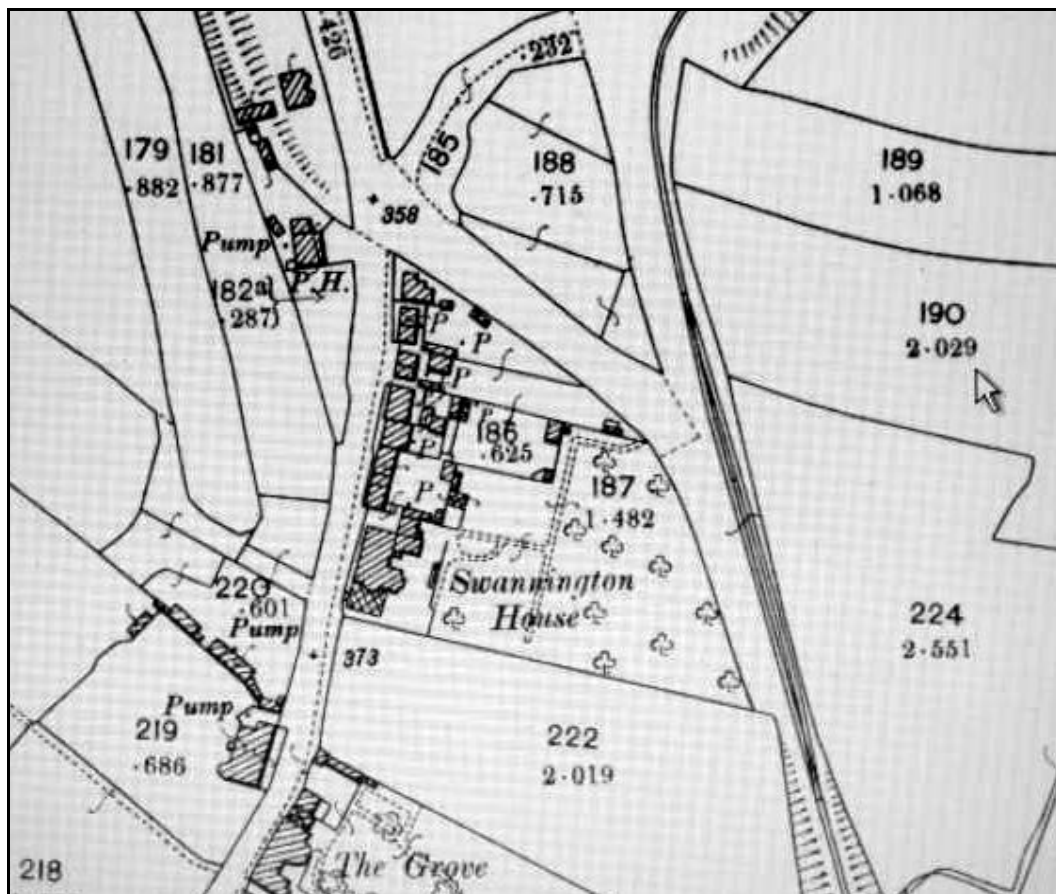 426
·232
185
188
·715
189
1·068
179
·882
181
·877
358
Pump
P.H.
182a
·287
190
2·029
P
P
P
P
186
·625
P
P
187
1·482
Swannington
House
220
·601
Pump
373
224
2·551
Pump
219
·686
222
2·019
218
The Grove